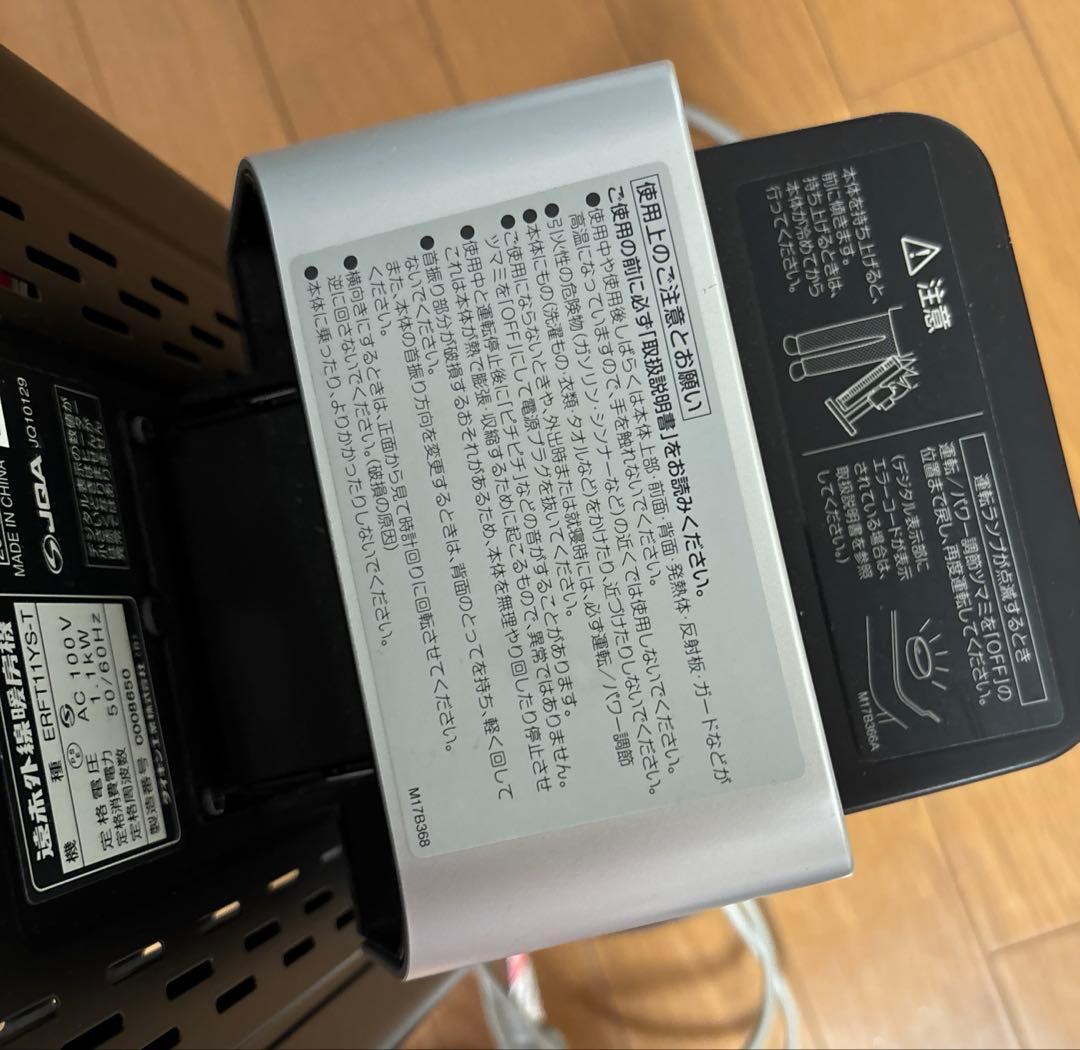 注意
本体を持ち上げると、
前に傾きます。
持ち上げるときは、
本体が冷めてから
行ってください。
運転ランプが点滅するとき
運転／パワー調節ツマミを「OFF」の
位置まで戻し、再度運転してください。
(デジタル表示部に
エラーコードが表示
されている場合は、
取扱説明書を参照
してください)
M17B366A
使用上のご注意とお願い
ご使用の前に必ず「取扱説明書」をお読みください。
●使用中や使用後しばらくは本体上部・前面・背面・発熱体・反射板・ガードなどが
高温になっていますので、手を触れないでください。
●引火性の危険物(ガソリン・シンナーなど)の近くでは使用しないでください。
●本体にもの(洗濯もの・衣類・タオルなど)をかけたり、近づけたりしないでください。
●ご使用にならないときや、外出時または就寝時には、必ず運転／パワー調節
ツマミを「OFF」にして電源プラグを抜いてください。
●使用中と運転停止後に「ピチピチ」などの音がすることがあります。
これは本体が熱で膨張・収縮するために起こるもので、異常ではありません。
●首振り部分が破損するおそれがあるため、本体を無理やり回したり停止させ
ないでください。
また、本体の首振り方向を変更するときは、背面のとってを持ち、軽く回して
ください。
●横向きにするときは、正面から見て時計回りに回転させてください。
逆に回さないでください。(破損の原因)
●本体に乗ったり、よりかかったりしないでください。
M17B368
MADE IN CHINA
JQA JQ10129
遠赤外線暖房機
機種 ERFT11YS-T
定格電圧 AC 100V
定格消費電力 1.1kW
定格周波数 50/60Hz
製造番号 0008650
ダイキン工業株式会社